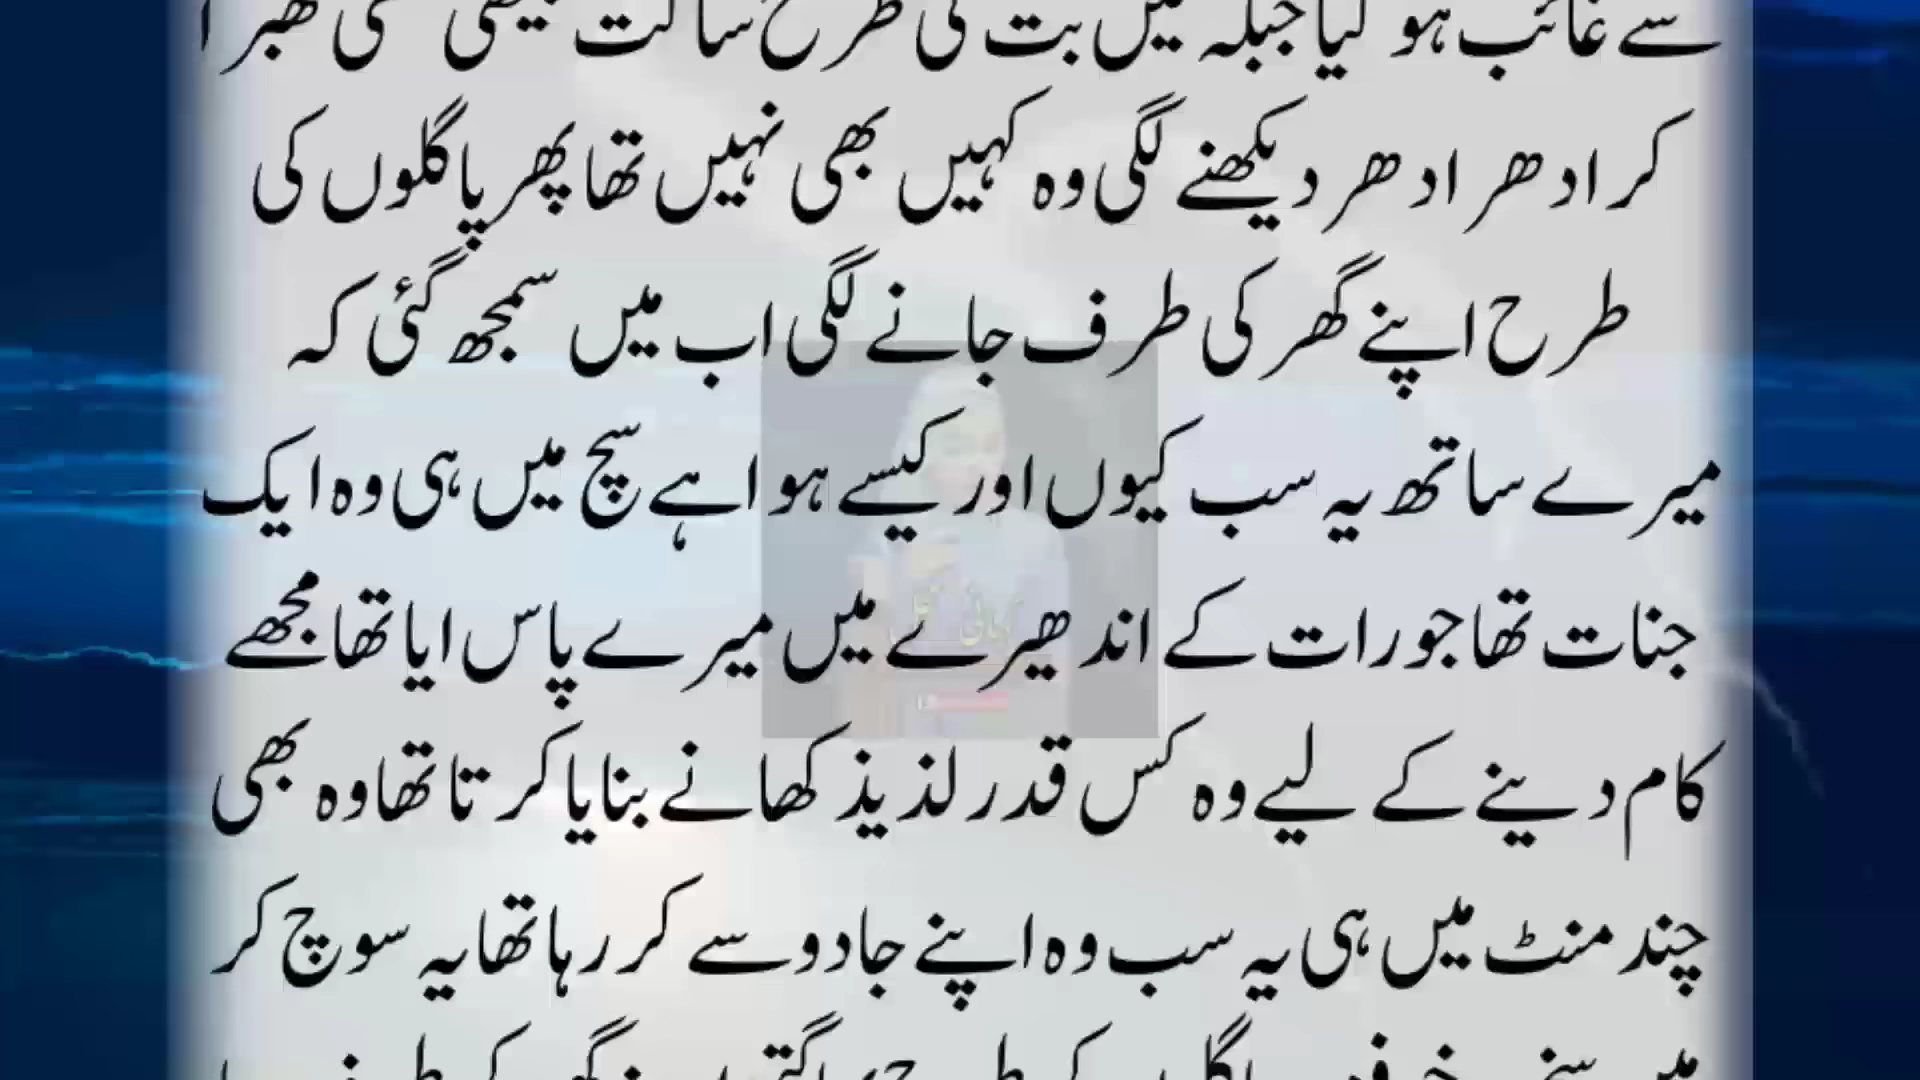 سے غائب ہو گیا جبکہ میں بت کی طرح ساکت بیٹھی تھی گھبرا
کر ادھر ادھر دیکھنے لگی وہ کہیں بھی نہیں تھا پھر پاگلوں کی
طرح اپنے گھر کی طرف جانے لگی اب میں سمجھ گئی کہ
میرے ساتھ یہ سب کیوں اور کیسے ہوا ہے سچ میں ہی وہ ایک
جنات تھا جو رات کے اندھیرے میں میرے پاس ایا تھا مجھے
کام دینے کے لیے وہ کس قدر لذیذ کھانے بنایا کرتا تھا وہ بھی
چند منٹ میں ہی یہ سب وہ اپنے جادو سے کر رہا تھا یہ سوچ کر